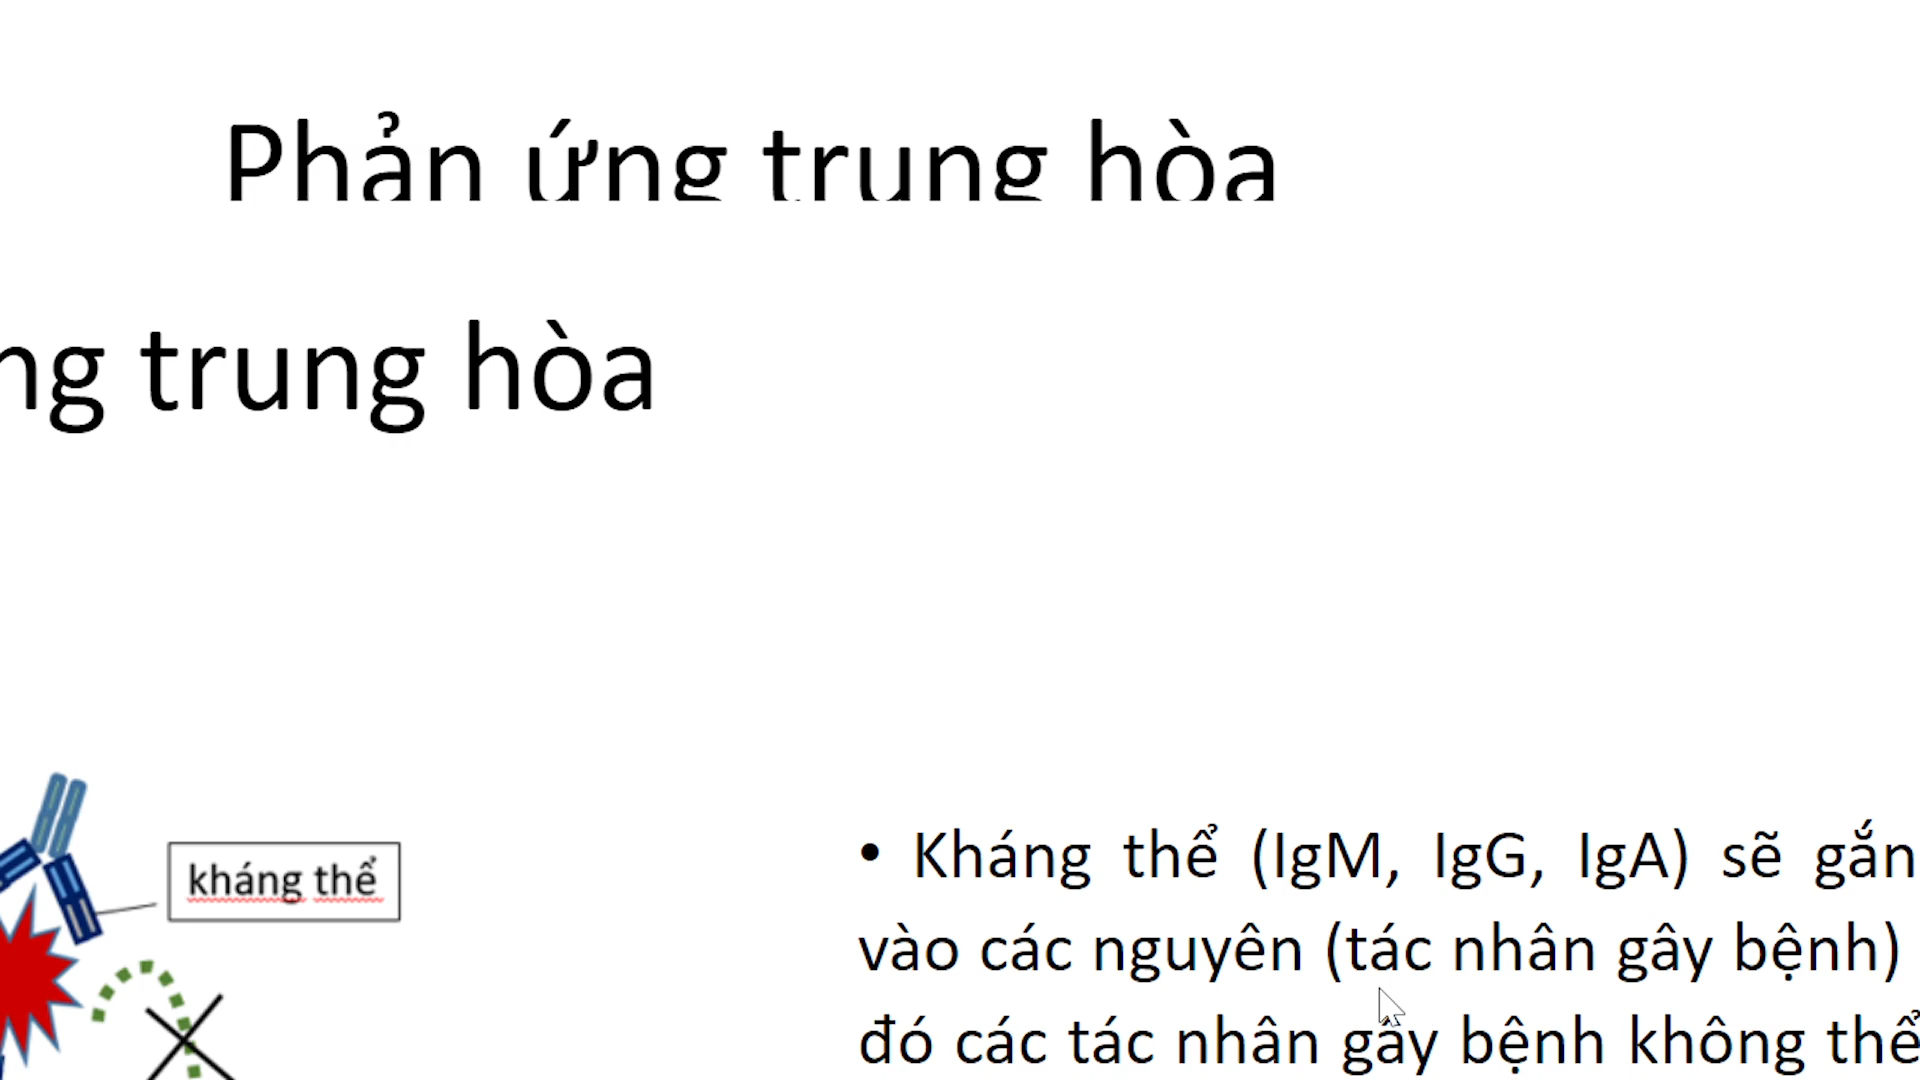 Phản ứng trung hòa
ng trung hòa
kháng thể
• Kháng thể (IgM, IgG, IgA) sẽ gắn
vào các nguyên (tác nhân gây bệnh)
đó các tác nhân gây bệnh không thể